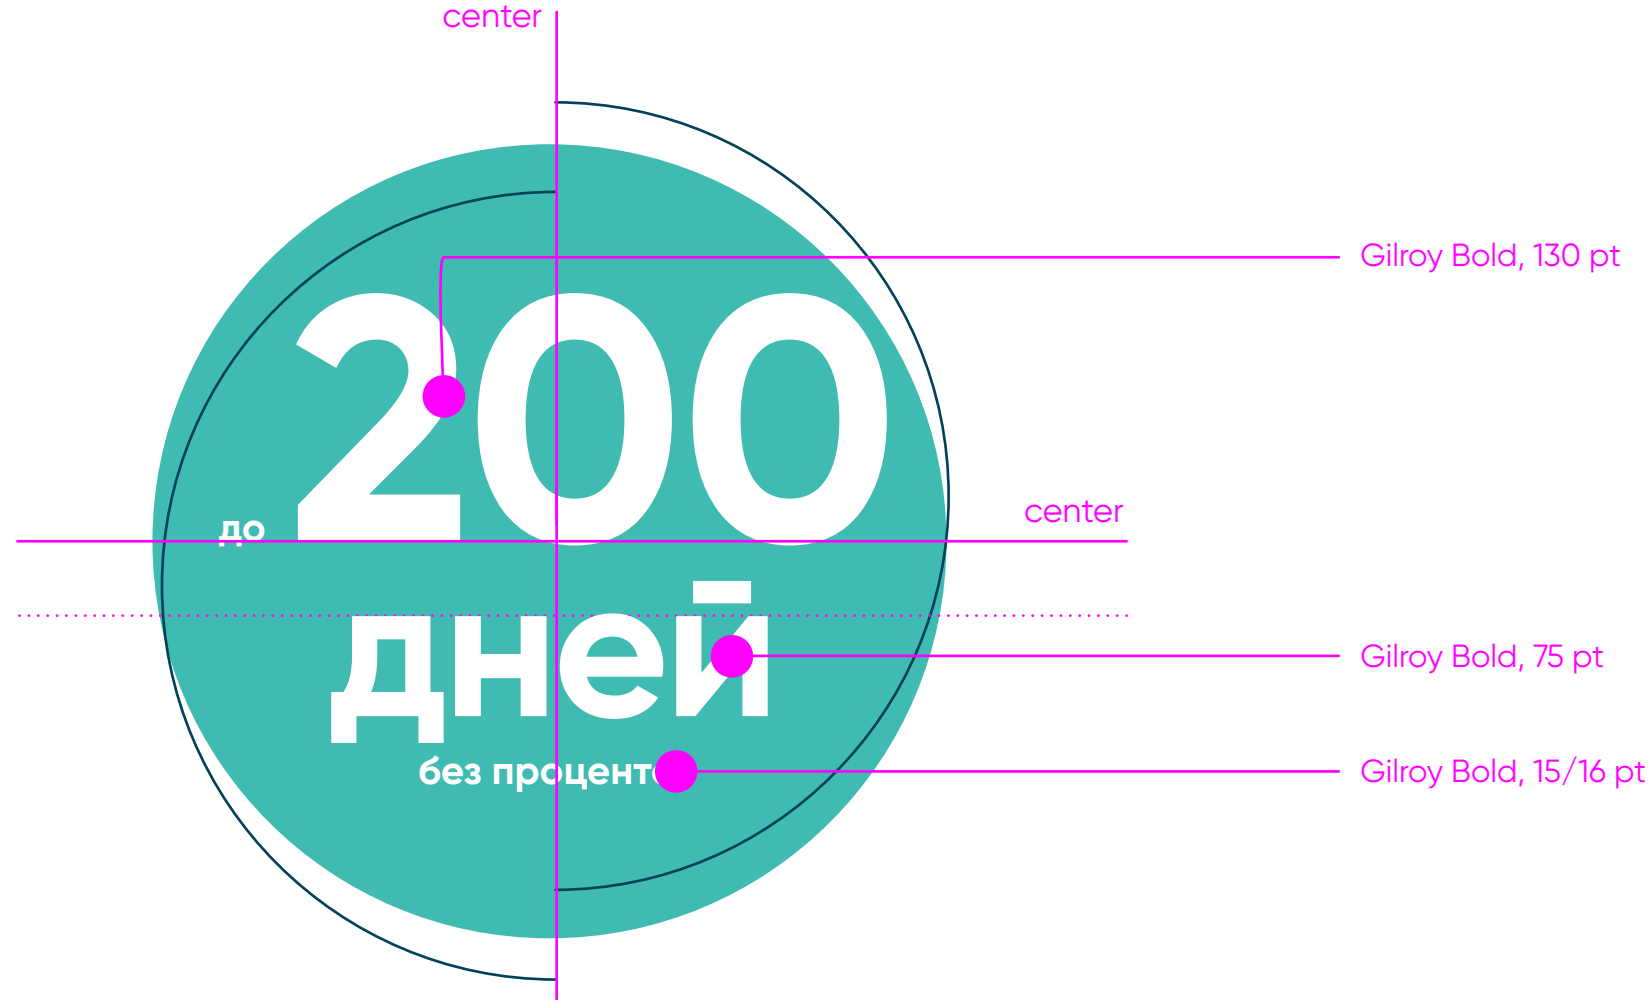 center
Gilroy Bold, 130 pt
200
center
до
дней
Gilroy Bold, 75 pt
без
Gilroy Bold, 15/16 pt